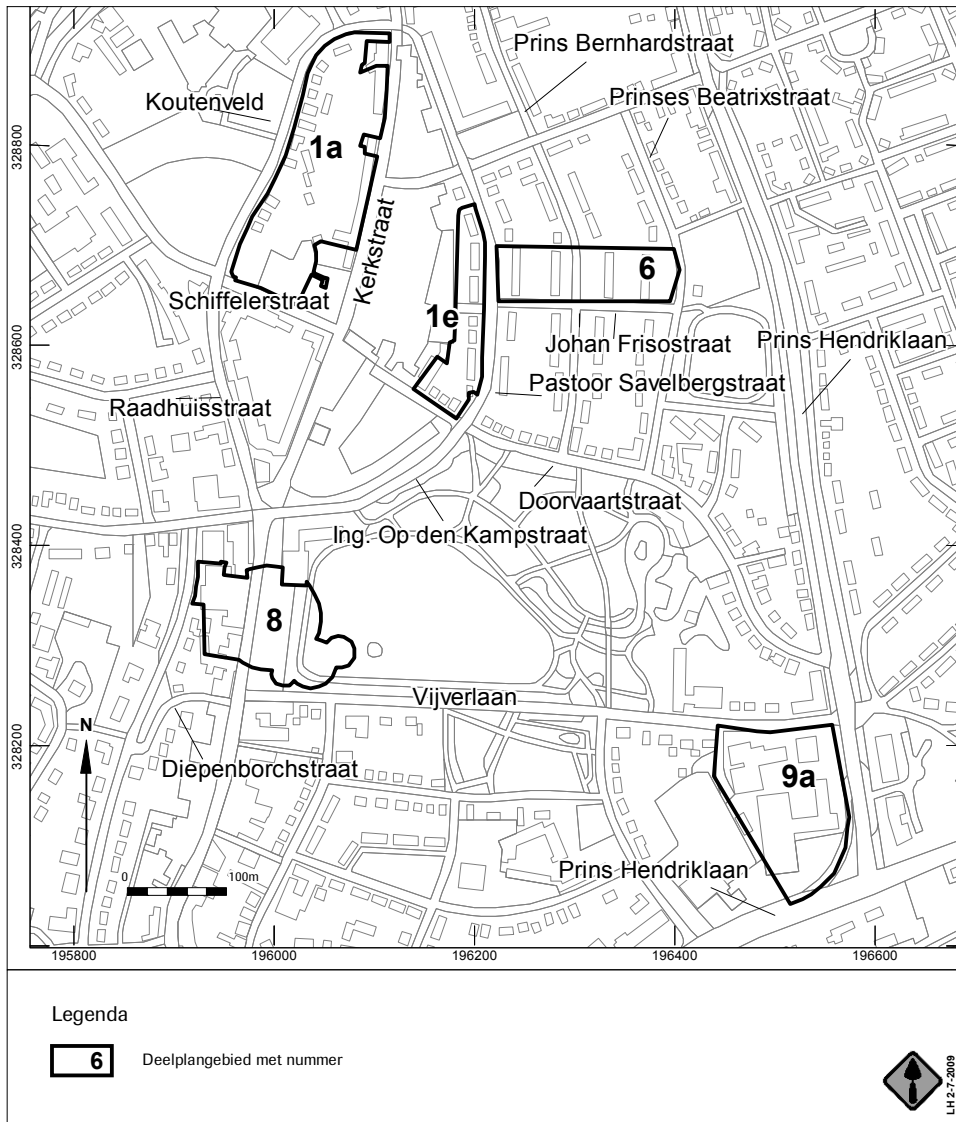 Prins Bernhardstraat
Koutenveld
Prinses Beatrixstraat
328800
1a
Kerkstraat
6
Schiffelerstraat
1e
328600
Johan Frisostraat
Prins Hendriklaan
Pastoor Savelbergstraat
Raadhuisstraat
Doorvaartstraat
Ing. Op den Kampstraat
328400
8
Vijverlaan
N
328200
Diepenborchstraat
9a
Prins Hendriklaan
0
100m
195800
196000
196200
196400
196600
Legenda
6
Deelplangebied met nummer
LH 2-7-2009